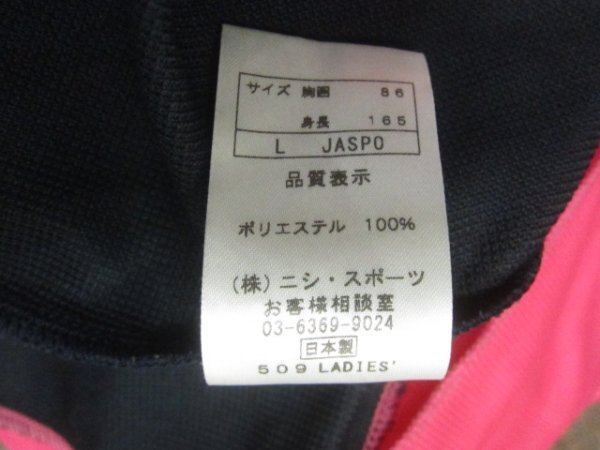 サイズ 胸囲 86
身長 165
L JASPO
品質表示
ポリエステル 100%
(株)ニシ・スポーツ
お客様相談室
03-6369-9024
日本製
509 LADIES'